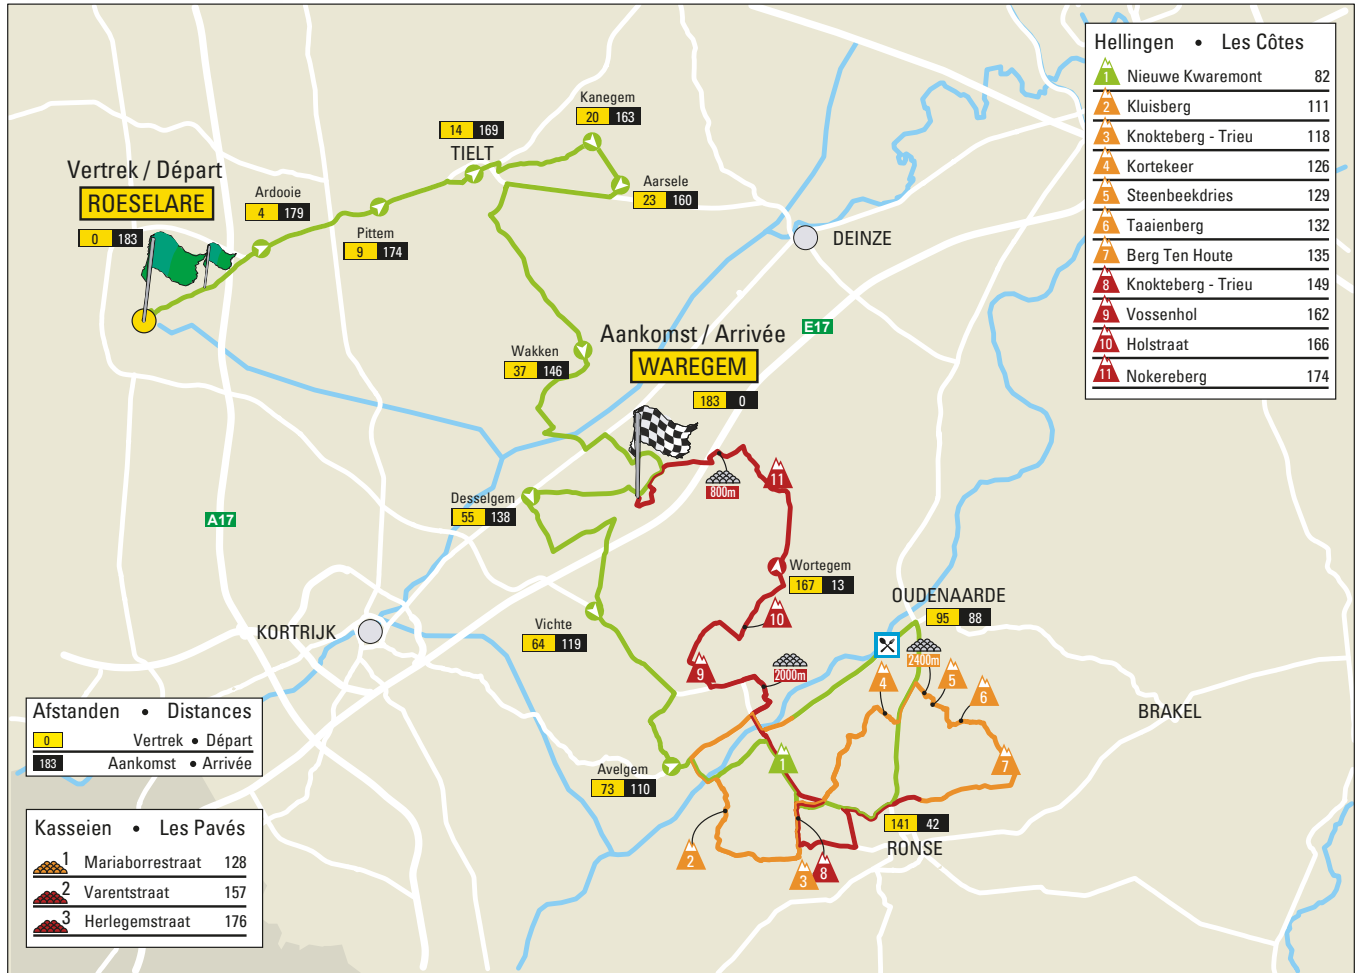 Hellingen • Les Côtes
1 Nieuwe Kwaremont 82
2 Kluisberg 111
3 Knokteberg - Trieu 118
4 Kortekeer 126
5 Steenbeekdries 129
6 Taaienberg 132
7 Berg Ten Houte 135
8 Knokteberg - Trieu 149
9 Vossenhol 162
10 Holstraat 166
11 Nokereberg 174
Kanegem
20 163
14 169
TIELT
Vertrek / Départ
ROESELARE
0 183
Ardooie
4 179
Pittem
9 174
Aarsele
23 160
DEINZE
E17
Aankomst / Arrivée
WAREGEM
183 0
Wakken
37 146
11
800m
Desselgem
55 138
A17
Wortegem
167 13
OUDENAARDE
95 88
10
Vichte
64 119
KORTRIJK
9
2000m
2400m
4
5
6
BRAKEL
Afstanden • Distances
0 Vertrek • Départ
183 Aankomst • Arrivée
Avelgem
73 110
1
7
141 42
RONSE
2
3
8
Kasseien • Les Pavés
1 Mariaborrestraat 128
2 Varentstraat 157
3 Herlegemstraat 176